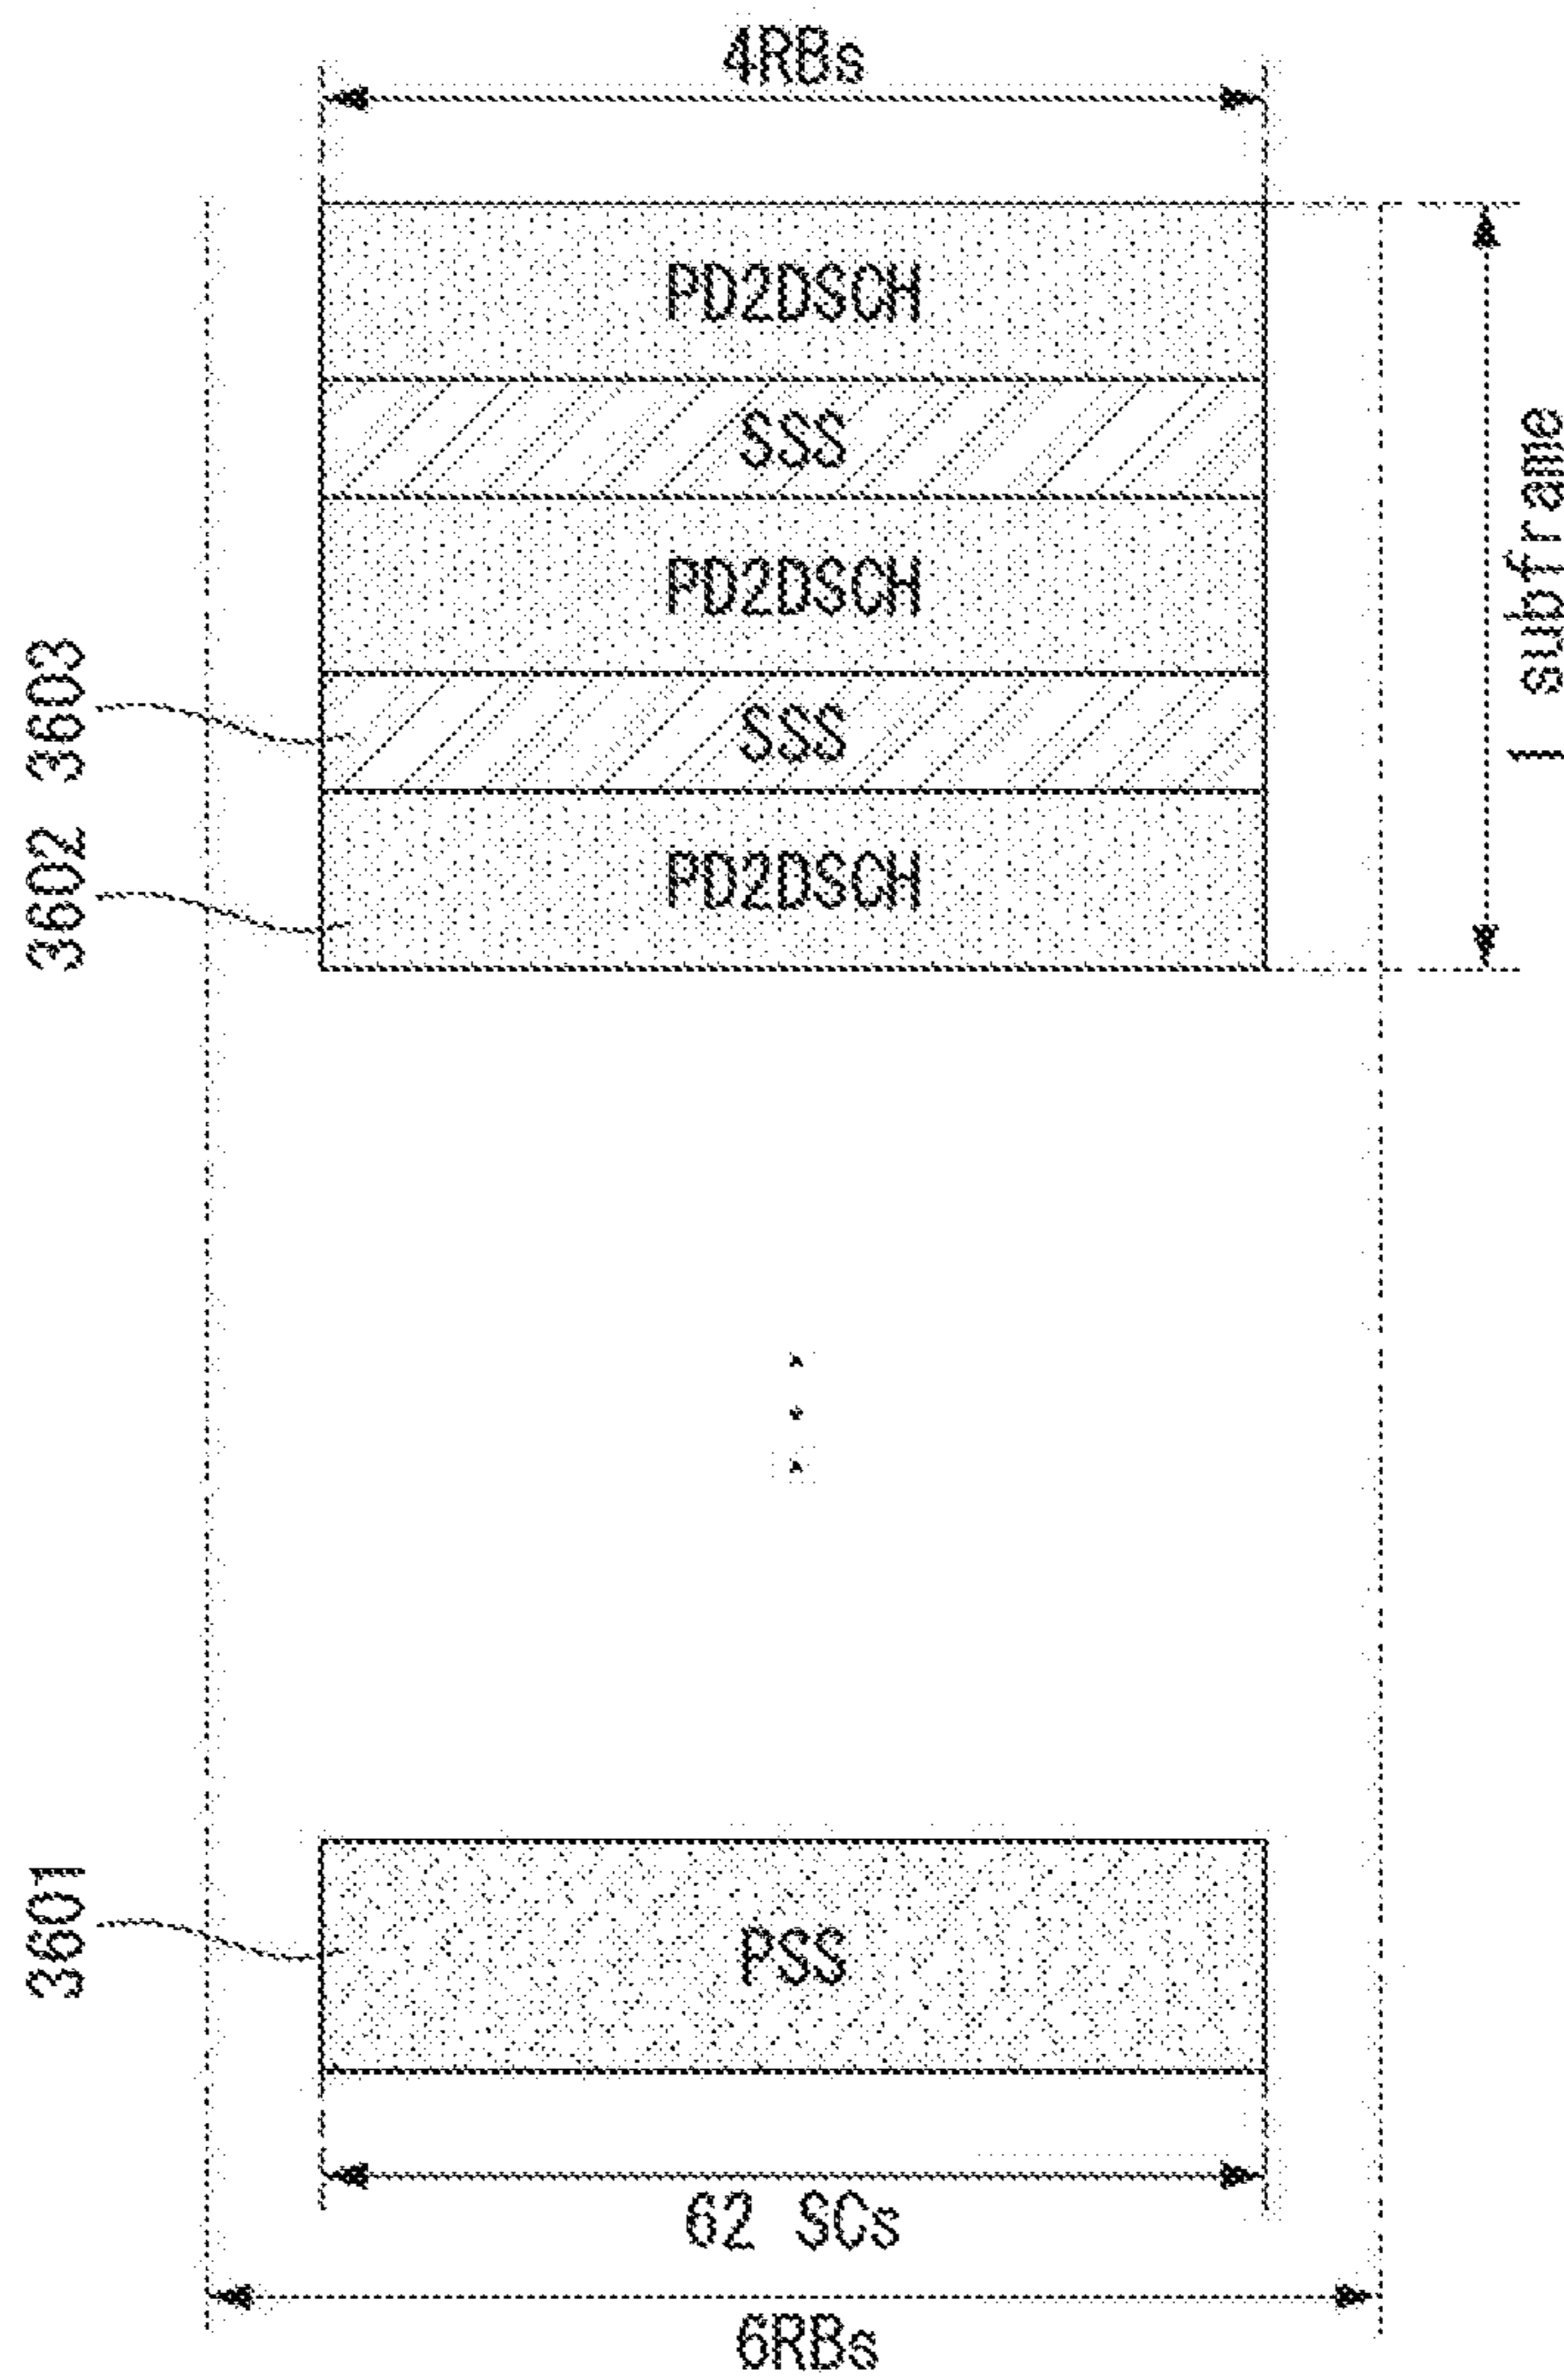 4RBs
PD2DSCH
SSS
PD2DSCH
SSS
PD2DSCH
1 subframe
3603
3602
PSS
3601
62 SCs
6RBs